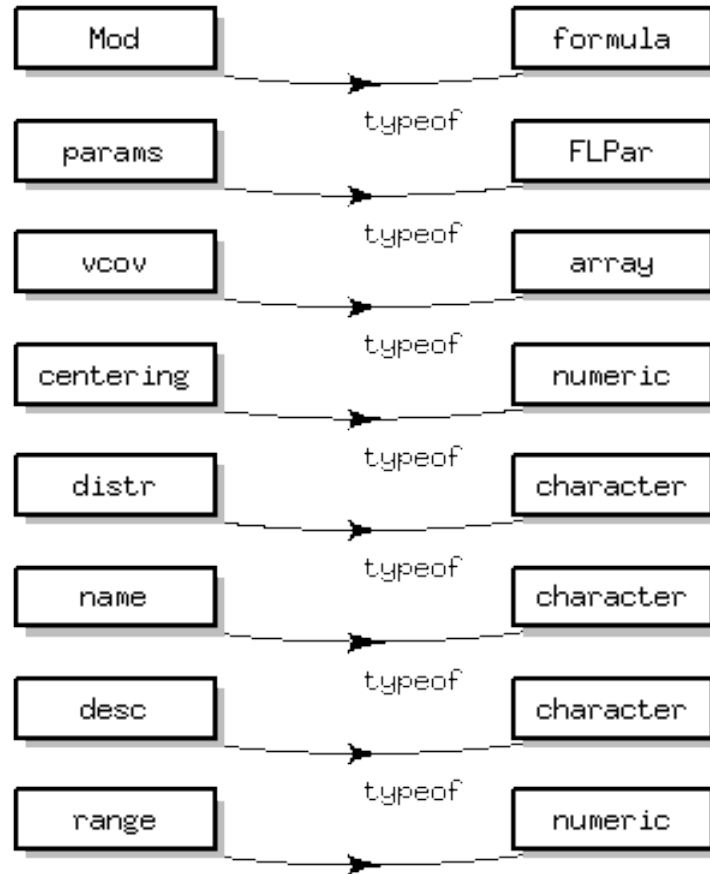 Mod formula
typeof
params FLPar
typeof
vcov array
typeof
centering numeric
typeof
distr character
typeof
name character
typeof
desc character
typeof
range numeric